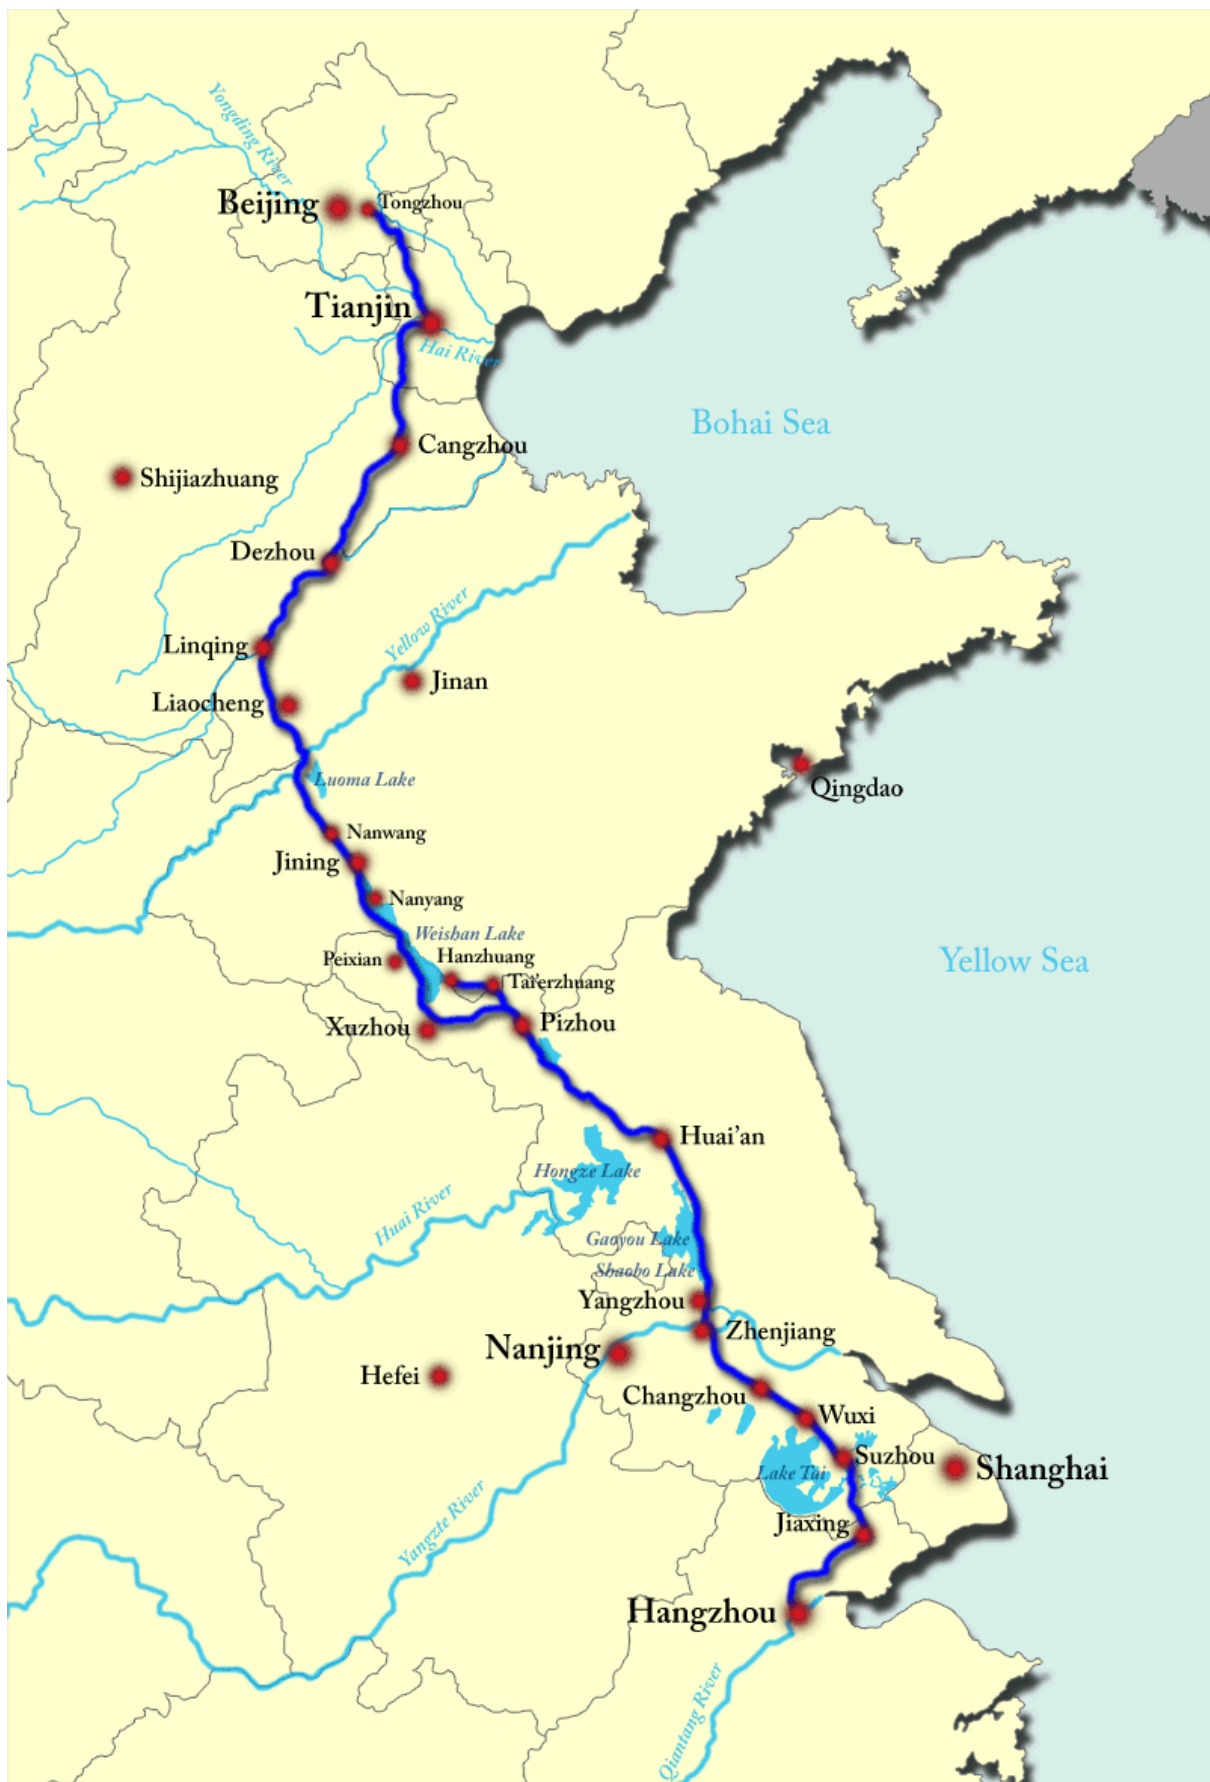 Yongding River
Beijing
Tongzhou
Tianjin
Hai River
Bohai Sea
Cangzhou
Shijiazhuang
Dezhou
Yellow River
Linqing
Jinan
Liaocheng
Luoma Lake
Qingdao
Nanwang
Jining
Nanyang
Weishan Lake
Peixian
Hanzhuang
Yellow Sea
Tai'erzhuang
Xuzhou
Pizhou
Huai'an
Hongze Lake
Huai River
Gaoyou Lake
Shaobo Lake
Yangzhou
Zhenjiang
Nanjing
Hefei
Changzhou
Wuxi
Suzhou
Shanghai
Lake Tai
Yangzte River
Jiaxing
Hangzhou
Qiantang River